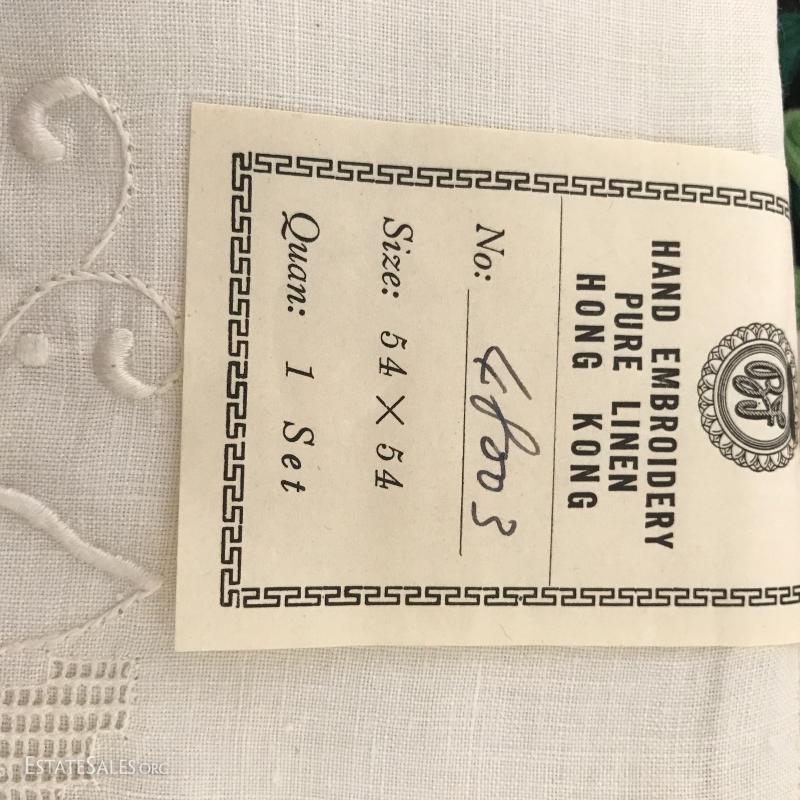 HAND EMBROIDERY
PURE LINEN
HONG KONG
No:
Size: 54 × 54
Quan: 1 Set
ESTATESALES.ORG